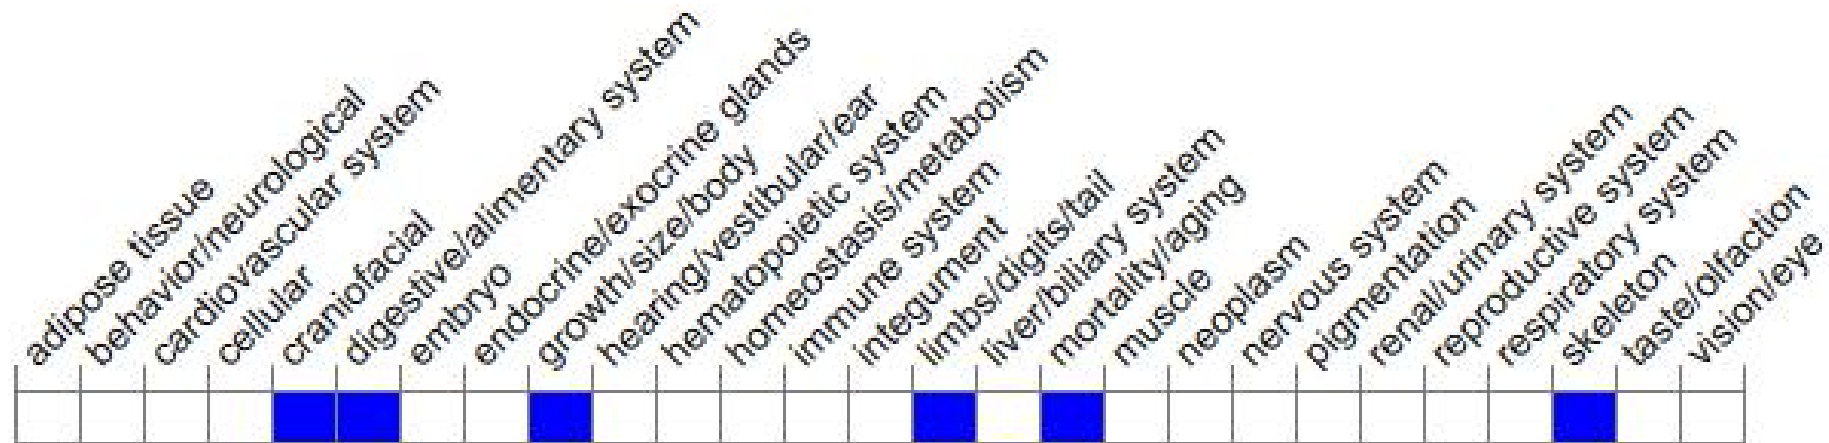 adipose tissue
behavior/neurological
cardiovascular system
cellular
craniofacial
digestive/alimentary system
embryo
endocrine/exocrine glands
growth/size/body
hearing/vestibular/ear
hematopoietic system
homeostasis/metabolism
immune system
integument
limbs/digits/tail
liver/biliary system
mortality/aging
muscle
neoplasm
nervous system
pigmentation
renal/urinary system
reproductive system
respiratory system
skeleton
taste/olfaction
vision/eye